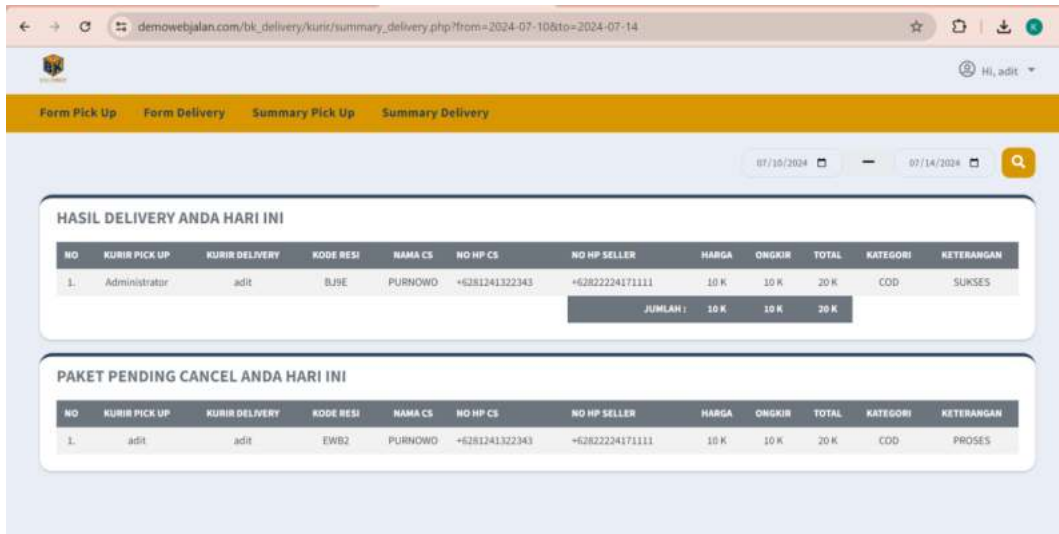 demowebjalan.com/bk_delivery/kurir/summary_delivery.php?from=2024-07-10&to=2024-07-14
K
BK
Hi, adit
Form Pick Up Form Delivery Summary Pick Up Summary Delivery
07/10/2024 — 07/14/2024
HASIL DELIVERY ANDA HARI INI
NO KURIR PICK UP KURIR DELIVERY KODE RESI NAMA CS NO HP CS NO HP SELLER HARGA ONGKIR TOTAL KATEGORI KETERANGAN
1. Administrator adit BJ9E PURNOWO +6281241322343 +62822224171111 10 K 10 K 20 K COD SUKSES
JUMLAH : 10 K 10 K 20 K
PAKET PENDING CANCEL ANDA HARI INI
NO KURIR PICK UP KURIR DELIVERY KODE RESI NAMA CS NO HP CS NO HP SELLER HARGA ONGKIR TOTAL KATEGORI KETERANGAN
1. adit adit EWB2 PURNOWO +6281241322343 +62822224171111 10 K 10 K 20 K COD PROSES